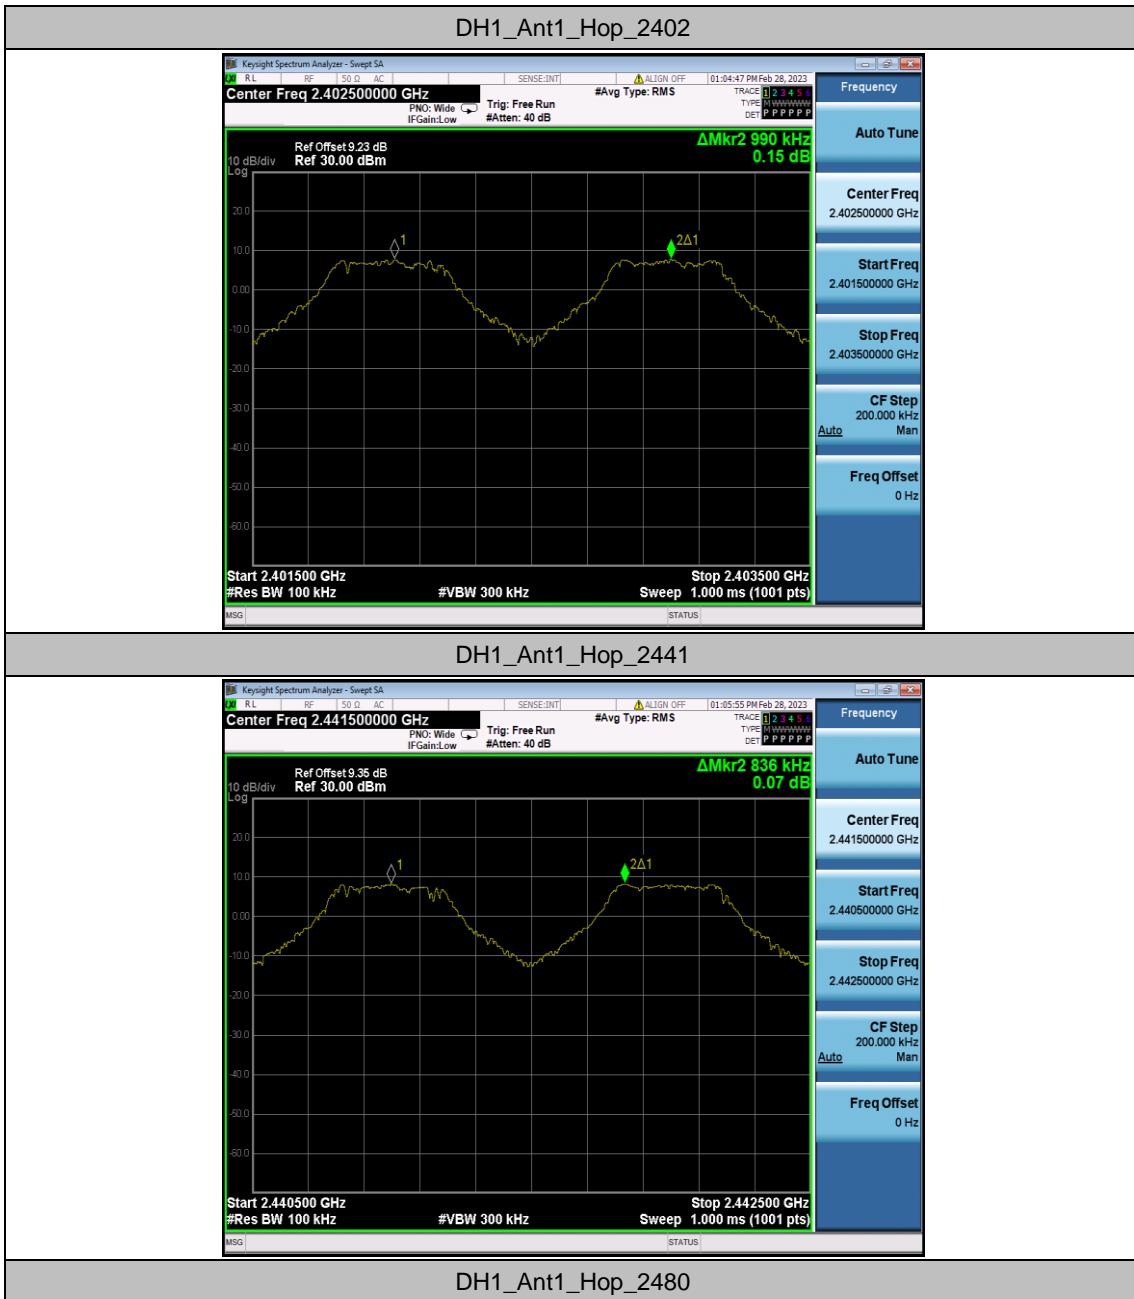 DH1_Ant1_Hop_2402
Keysight Spectrum Analyzer - Swept SA
RL RF 50 Ω AC SENSE:INT ALIGN OFF 01:04:47 PM Feb 28, 2023
Center Freq 2.402500000 GHz #Avg Type: RMS TRACE 1 2 3 4 5 6
PNO: Wide Trig: Free Run TYPE M WWWWW
IFGain:Low #Atten: 40 dB DET P P P P P P
Frequency
ΔMkr2 990 kHz
0.15 dB
Ref Offset 9.23 dB
10 dB/div Ref 30.00 dBm
Log
20.0
10.0
0.00
-10.0
-20.0
-30.0
-40.0
-50.0
-60.0
1
2Δ1
Start 2.401500 GHz Stop 2.403500 GHz
#Res BW 100 kHz #VBW 300 kHz Sweep 1.000 ms (1001 pts)
MSG STATUS
Auto Tune
Center Freq
2.402500000 GHz
Start Freq
2.401500000 GHz
Stop Freq
2.403500000 GHz
CF Step
200.000 kHz
Auto Man
Freq Offset
0 Hz
DH1_Ant1_Hop_2441
Keysight Spectrum Analyzer - Swept SA
RL RF 50 Ω AC SENSE:INT ALIGN OFF 01:05:55 PM Feb 28, 2023
Center Freq 2.441500000 GHz #Avg Type: RMS TRACE 1 2 3 4 5 6
PNO: Wide Trig: Free Run TYPE M WWWWW
IFGain:Low #Atten: 40 dB DET P P P P P P
Frequency
ΔMkr2 836 kHz
0.07 dB
Ref Offset 9.35 dB
10 dB/div Ref 30.00 dBm
Log
20.0
10.0
0.00
-10.0
-20.0
-30.0
-40.0
-50.0
-60.0
1
2Δ1
Start 2.440500 GHz Stop 2.442500 GHz
#Res BW 100 kHz #VBW 300 kHz Sweep 1.000 ms (1001 pts)
MSG STATUS
Auto Tune
Center Freq
2.441500000 GHz
Start Freq
2.440500000 GHz
Stop Freq
2.442500000 GHz
CF Step
200.000 kHz
Auto Man
Freq Offset
0 Hz
DH1_Ant1_Hop_2480